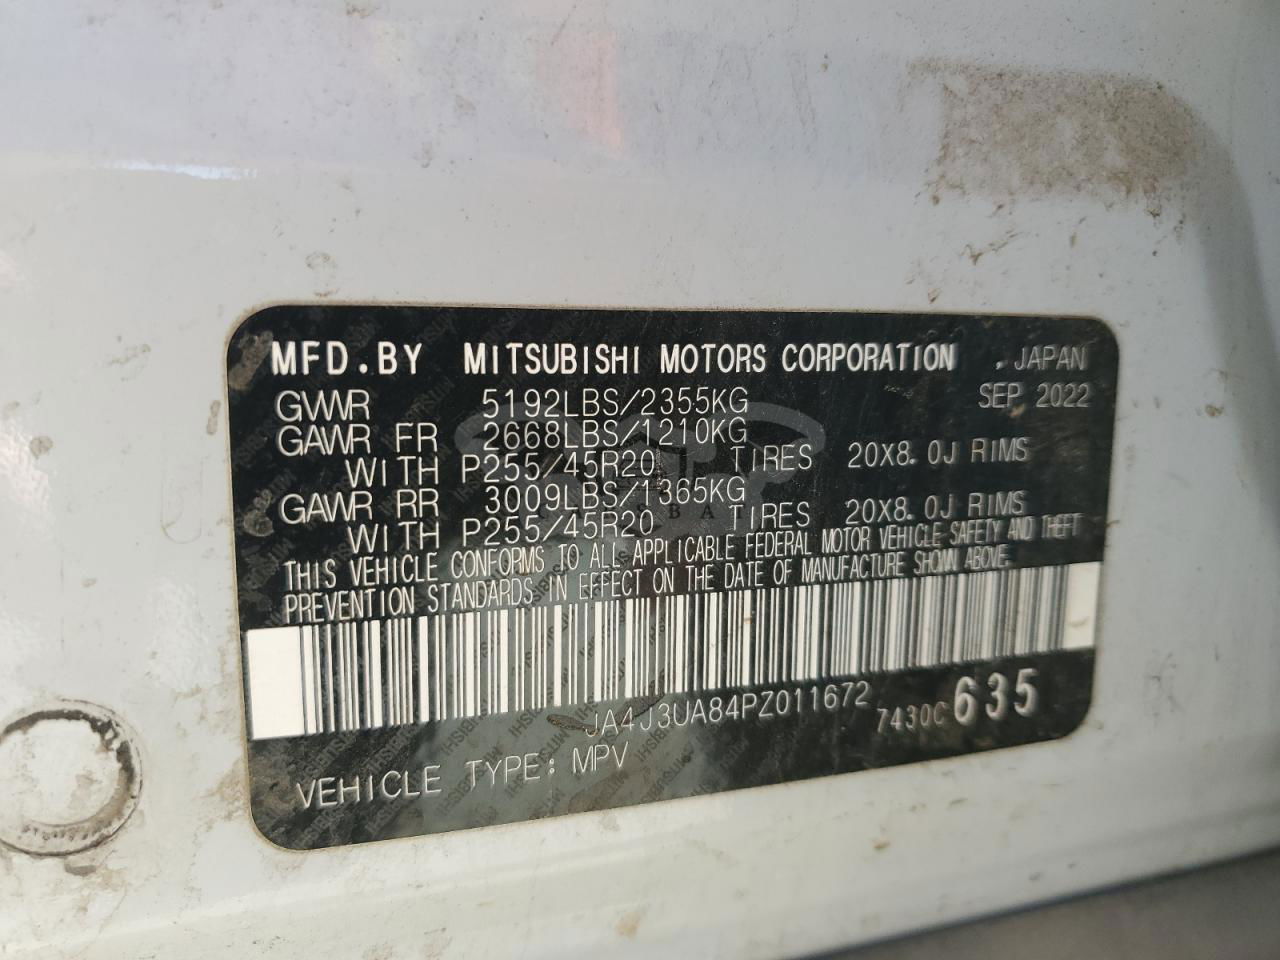 MFD.BY MITSUBISHI MOTORS CORPORATION . JAPAN
GVWR 5192LBS/2355KG SEP 2022
GAWR FR 2668LBS/1210KG
WITH P255/45R20 TIRES 20X8.0J RIMS
GAWR RR 3009LBS/1365KG
WITH P255/45R20 TIRES 20X8.0J RIMS
THIS VEHICLE CONFORMS TO ALL APPLICABLE FEDERAL MOTOR VEHICLE SAFETY AND THEFT
PREVENTION STANDARDS IN EFFECT ON THE DATE OF MANUFACTURE SHOWN ABOVE.
JA4J3UA84PZ011672 7430C 635
VEHICLE TYPE: MPV